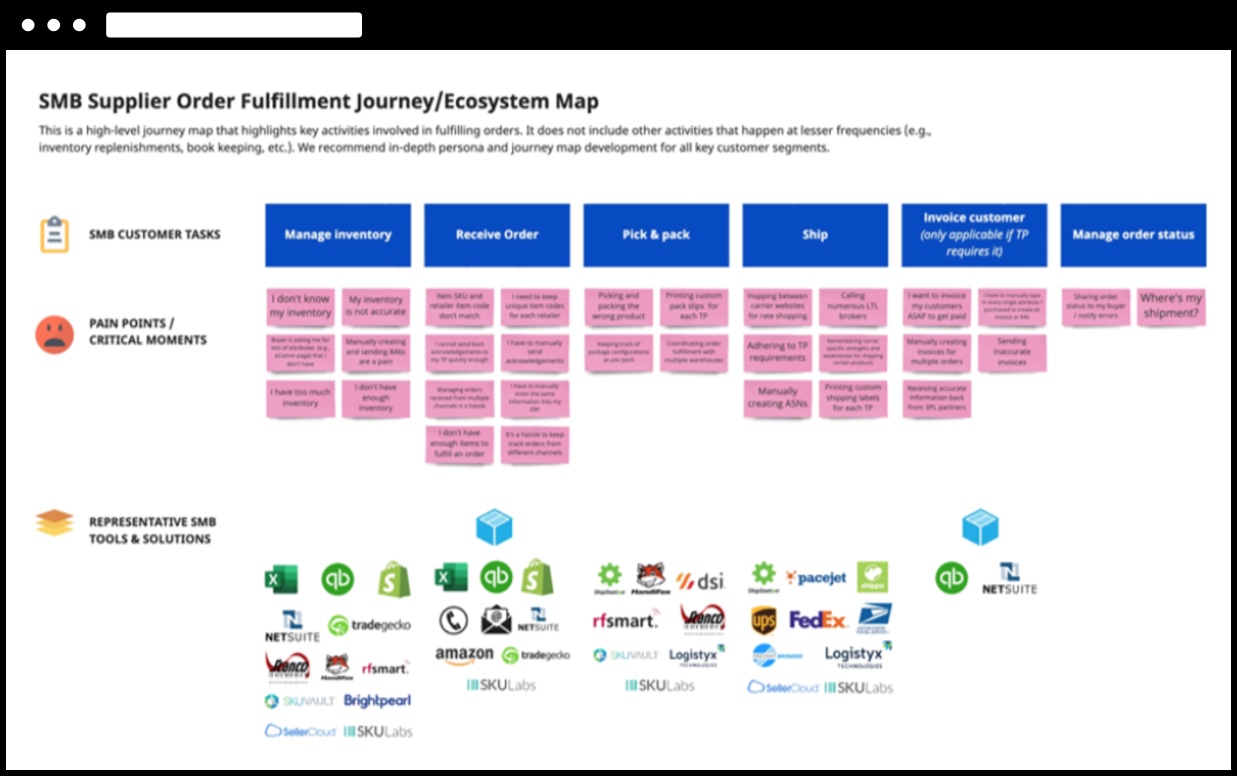 SMB Supplier Order Fulfillment Journey/Ecosystem Map
This is a high-level journey map that highlights key activities involved in fulfilling orders. It does not include other activities that happen at lesser frequencies (e.g.,
inventory replenishments, book keeping, etc.). We recommend in-depth persona and journey map development for all key customer segments.
SMB CUSTOMER TASKS
Manage inventory
Receive Order
Pick & pack
Ship
Invoice customer
(only applicable if TP
requires it)
Manage order status
PAIN POINTS /
CRITICAL MOMENTS
I don't know
my inventory
My inventory
is not accurate
Buyer is asking me for
lots of attributes (e.g.,
eComm page) that I
don't have
Manually creating
and sending 846s
are a pain
I have too much
inventory
I don't have
enough
inventory
Item SKU and
retailer item code
don't match
I need to keep
unique item codes
for each retailer
I cannot send back
acknowledgements to
my TP quickly enough
I have to manually
send
acknowledgements
Managing orders
received from multiple
channels is a hassle
I have to manually
enter the same
information into my
ERP
I don't have
enough items to
fulfill an order
It's a hassle to keep
track orders from
different channels
Picking and
packing the
wrong product
Printing custom
pack slips for
each TP
Keeping track of
package configurations
as you pack
Coordinating order
fulfillment with
multiple warehouses
Hopping between
carrier websites
for rate shopping
Calling
numerous LTL
brokers
Adhering to TP
requirements
Remembering carrier
specific strengths and
weaknesses for shipping
certain products
Manually
creating ASNs
Printing custom
shipping labels
for each TP
I want to invoice
my customers
ASAP to get paid
I have to manually type
in every single attribute I
purchased to create an
invoice or
Manually creating
invoices for
multiple orders
Sending
inaccurate
invoices
Receiving accurate
information back
from 3PL partners
Sharing order
status to my buyer
/ notify errors
Where's my
shipment?
REPRESENTATIVE SMB
TOOLS & SOLUTIONS
X
qb
S
NETSUITE
tradegecko
Ronco
HandiFox
rfsmart
SKUVAULT
Brightpearl
SellerCloud
SKULabs
X
qb
S
NETSUITE
amazon
tradegecko
SKULabs
ShipStation
HandiFox
dsi
rfsmart
Ronco
SKUVAULT
Logistyx
TECHNOLOGIES
SKULabs
ShipStation
pacejet
shippo
ups
FedEx
UNITED STATES
POSTAL SERVICE
FREIGHT BROKERS
Logistyx
TECHNOLOGIES
SellerCloud
SKULabs
qb
NETSUITE